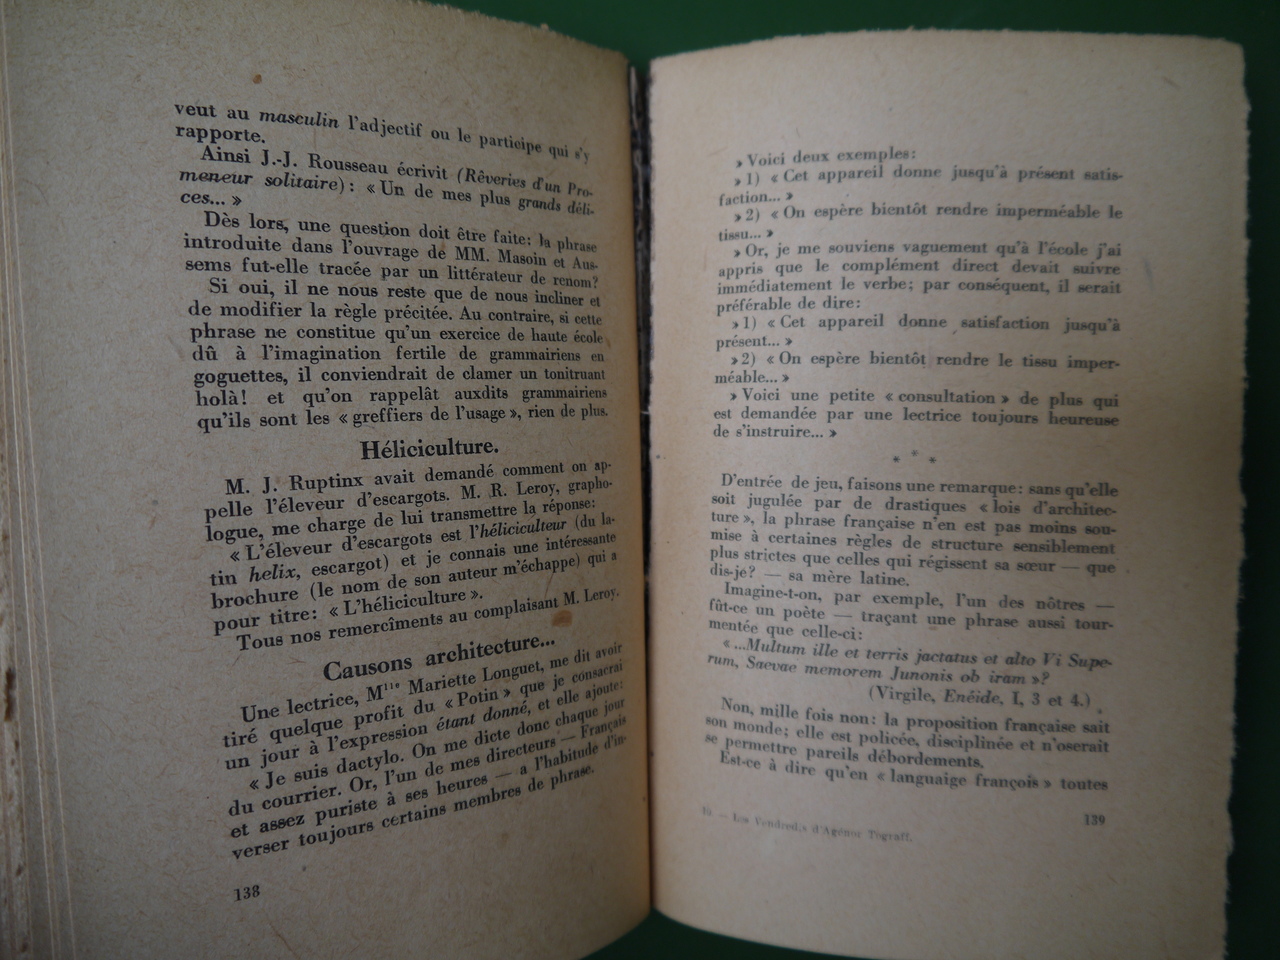 veut au masculin l'adjectif ou le participe qui s'y
rapporte.
Ainsi J.-J. Rousseau écrivit (Rêveries d'un Pro-
meneur solitaire) : « Un de mes plus grands déli-
ces... »
Dès lors, une question doit être faite: la phrase
introduite dans l'ouvrage de MM. Masoin et Aus-
sems fut-elle tracée par un littérateur de renom?
Si oui, il ne nous reste que de nous incliner et
de modifier la règle précitée. Au contraire, si cette
phrase ne constitue qu'un exercice de haute école
dû à l'imagination fertile de grammairiens en
goguettes, il conviendrait de clamer un tonitruant
holà! et qu'on rappelât auxdits grammairiens
qu'ils sont les « greffiers de l'usage », rien de plus.
Héliciculture.
M. J. Ruptinx avait demandé comment on ap-
pelle l'éleveur d'escargots. M. R. Leroy, grapho-
logue, me charge de lui transmettre la réponse:
« L'éleveur d'escargots est l'héliciculteur (du la-
tin helix, escargot) et je connais une intéressante
brochure (le nom de son auteur m'échappe) qui a
pour titre: « L'héliciculture ».
Tous nos remercîments au complaisant M. Leroy.
Causons architecture...
Une lectrice, Mlle Mariette Longuet, me dit avoir
tiré quelque profit du « Potin » que je consacrai
un jour à l'expression étant donné, et elle ajoute:
« Je suis dactylo. On me dicte donc chaque jour
du courrier. Or, l'un de mes directeurs — Français
et assez puriste à ses heures — a l'habitude d'in-
verser toujours certains membres de phrase.
138
» Voici deux exemples:
» 1) « Cet appareil donne jusqu'à présent satis-
faction... »
» 2) « On espère bientôt rendre imperméable le
tissu... »
» Or, je me souviens vaguement qu'à l'école j'ai
appris que le complément direct devait suivre
immédiatement le verbe; par conséquent, il serait
préférable de dire:
» 1) « Cet appareil donne satisfaction jusqu'à
présent... »
» 2) « On espère bientôt rendre le tissu imper-
méable... »
» Voici une petite « consultation » de plus qui
est demandée par une lectrice toujours heureuse
de s'instruire... »
* * *
D'entrée de jeu, faisons une remarque: sans qu'elle
soit jugulée par de drastiques « lois d'architec-
ture », la phrase française n'en est pas moins sou-
mise à certaines règles de structure sensiblement
plus strictes que celles qui régissent sa sœur — que
dis-je? — sa mère latine.
Imagine-t-on, par exemple, l'un des nôtres —
fût-ce un poète — traçant une phrase aussi tour-
mentée que celle-ci:
« ...Multum ille et terris jactatus et alto Vi Supe-
rum, Saevae memorem Junonis ob iram »?
(Virgile, Enéide, I, 3 et 4.)
Non, mille fois non: la proposition française sait
son monde; elle est policée, disciplinée et n'oserait
se permettre pareils débordements.
Est-ce à dire qu'en « languaige françois » toutes
10 — Les Vendredis d'Agénor Tograff.
139